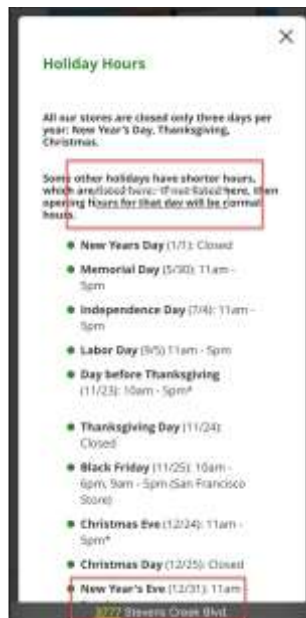 Holiday Hours
All our stores are closed only three days per
year: New Year's Day, Thanksgiving,
Christmas.
Some other holidays have shorter hours,
which are listed here. If not listed here, then
opening hours for that day will be normal
hours.
New Years Day (1/1): Closed
Memorial Day (5/30): 11am -
5pm
Independence Day (7/4): 11am -
5pm
Labor Day (9/5) 11am - 5pm
Day before Thanksgiving
(11/23): 10am - 5pm*
Thanksgiving Day (11/24):
Closed
Black Friday (11/25): 10am -
6pm, 9am - 5pm (San Francisco
Store)
Christmas Eve (12/24): 11am -
5pm*
Christmas Day (12/25): Closed
New Year's Eve (12/31): 11am
3777 Stevens Creek Blvd